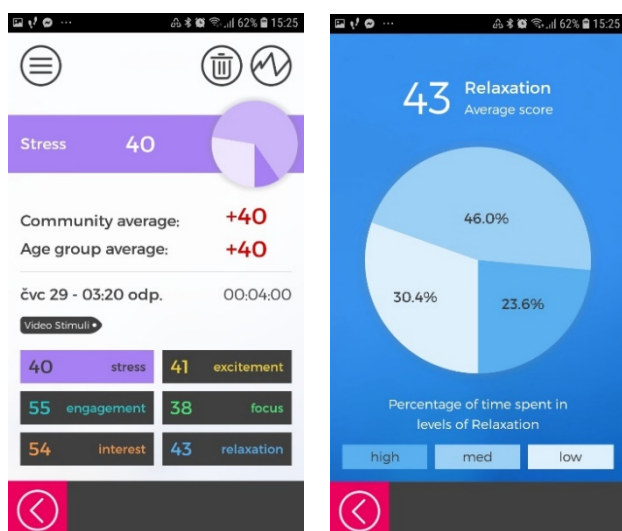 62% 15:25
Stress 40
Community average: +40
Age group average: +40
čvc 29 - 03:20 odp. 00:04:00
Video Stimuli
40 stress 41 excitement
55 engagement 38 focus
54 interest 43 relaxation
62% 15:25
43 Relaxation
Average score
46.0%
30.4% 23.6%
Percentage of time spent in
levels of Relaxation
high med low